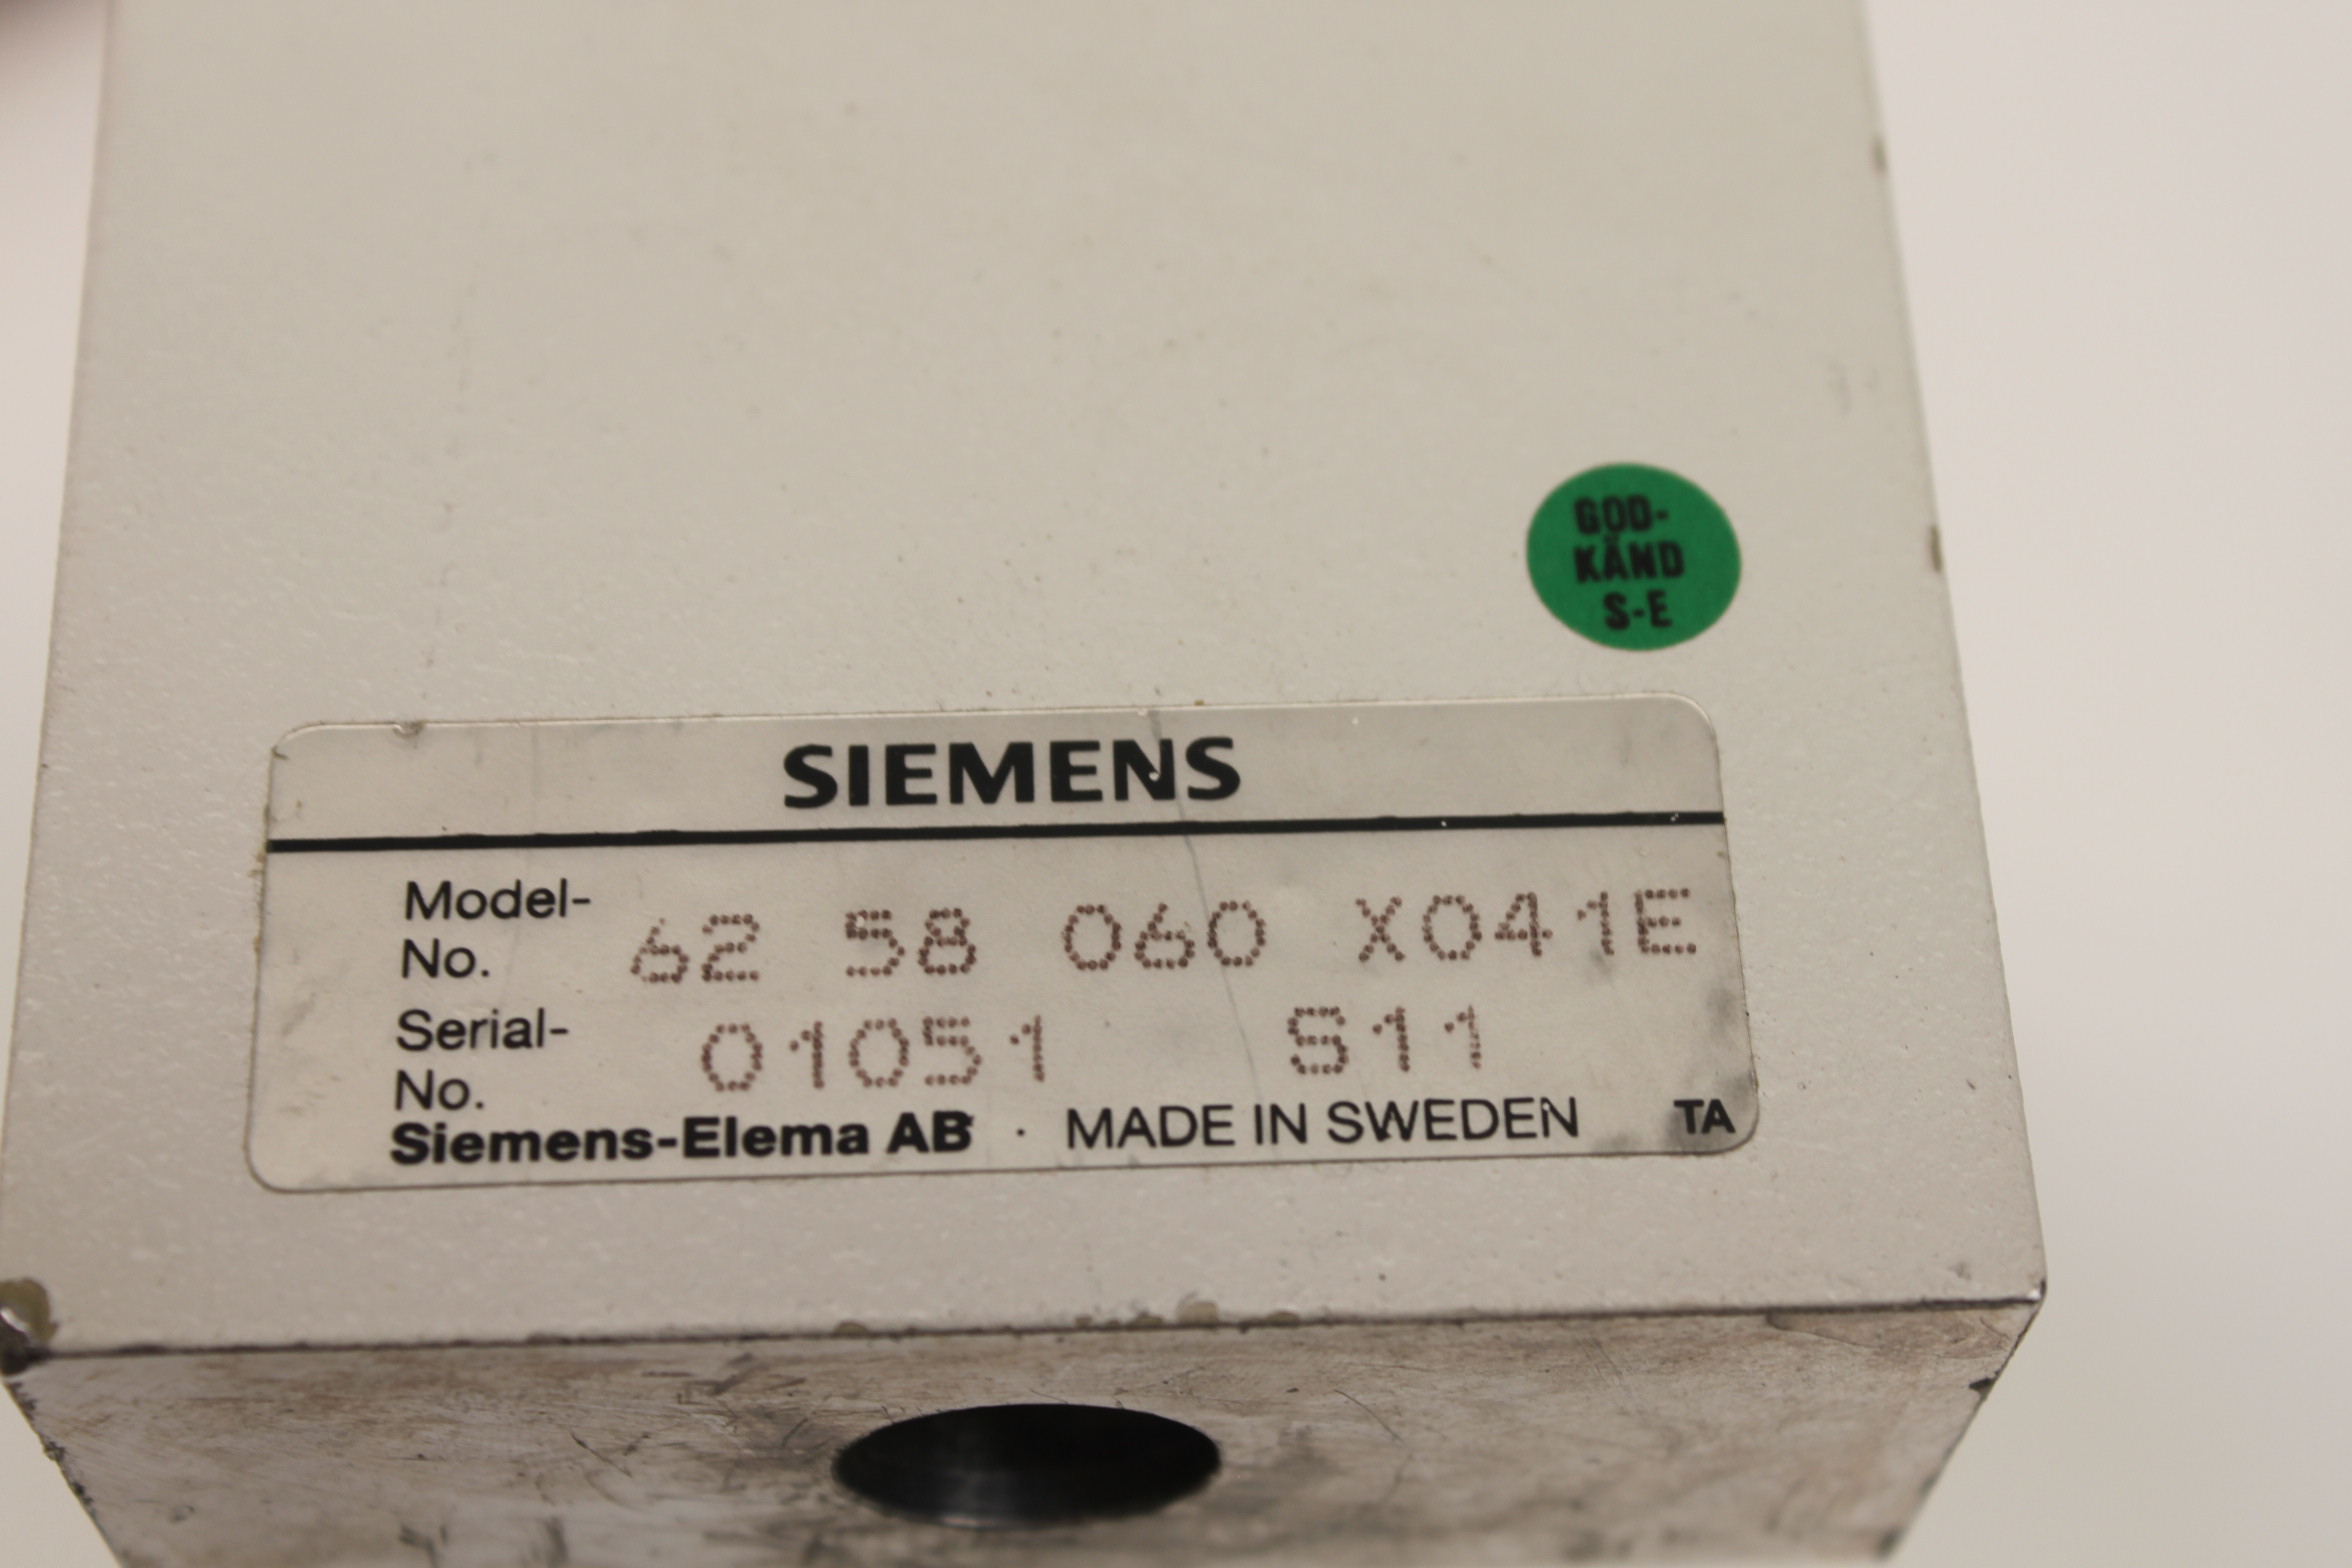 GOD-
KÄND
S-E
SIEMENS
Model-
No. 62 58 060 X041E
Serial-
No. 01051 S11
Siemens-Elema AB · MADE IN SWEDEN TA